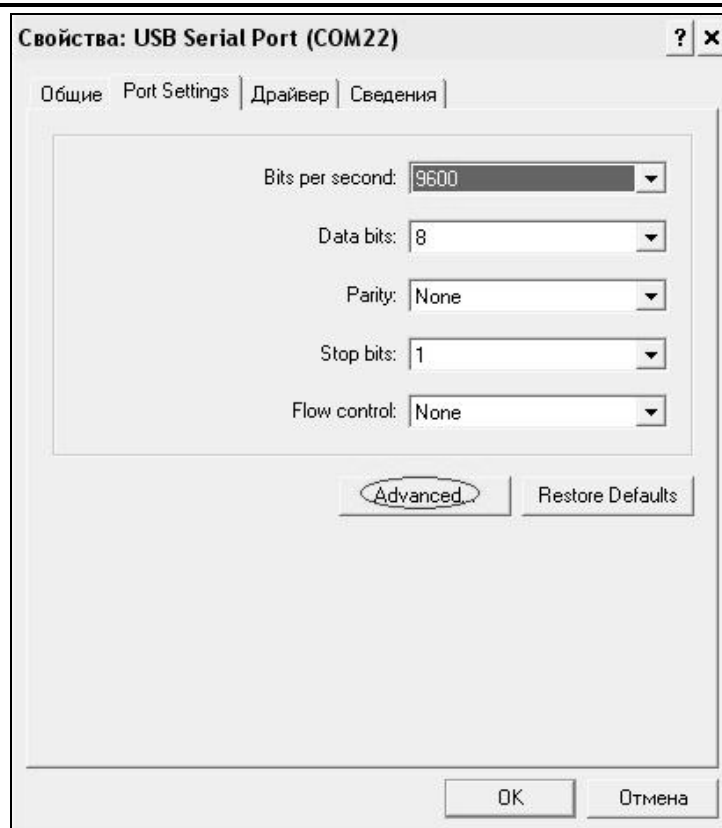 Свойства: USB Serial Port (COM22)
Общие Port Settings Драйвер Сведения
Bits per second: 9600
Data bits: 8
Parity: None
Stop bits: 1
Flow control: None
Advanced... Restore Defaults
OK Отмена